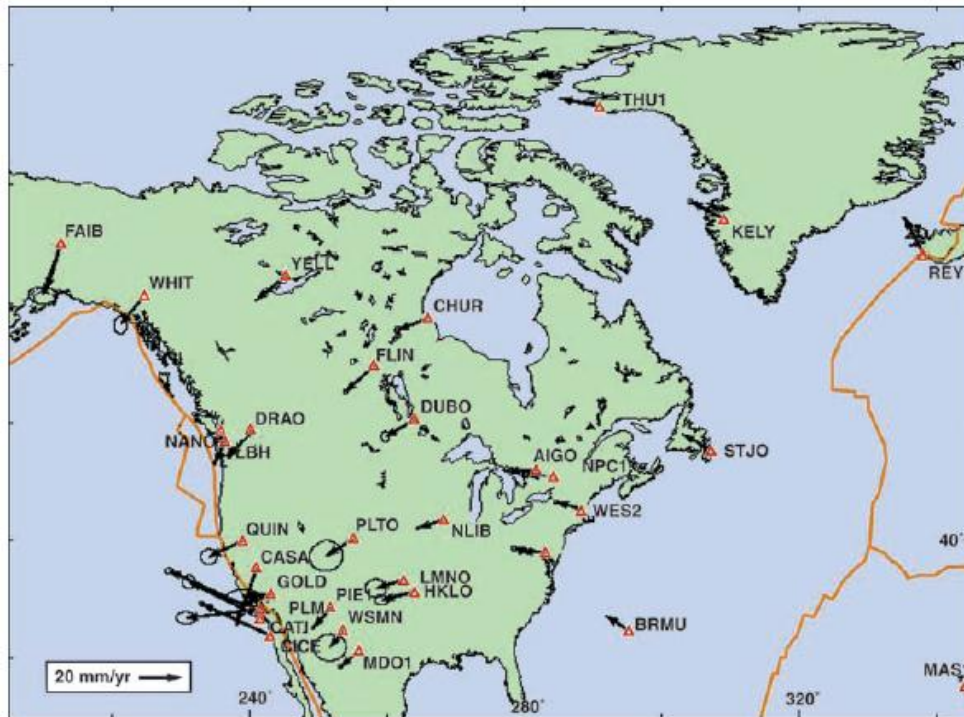 THU1
KELY
FAIB
YELL
REY
WHIT
CHUR
FLIN
DUBO
DRAO
NANO
LBH
AIGO
NPC1
STJO
WES2
QUIN
PLTO
NLIB
40°
CASA
GOLD
LMNO
PIE1
HKLO
PLM
WSMN
CATJ
BRMU
CICE
MDO1
MAS
20 mm/yr
240°
280°
320°